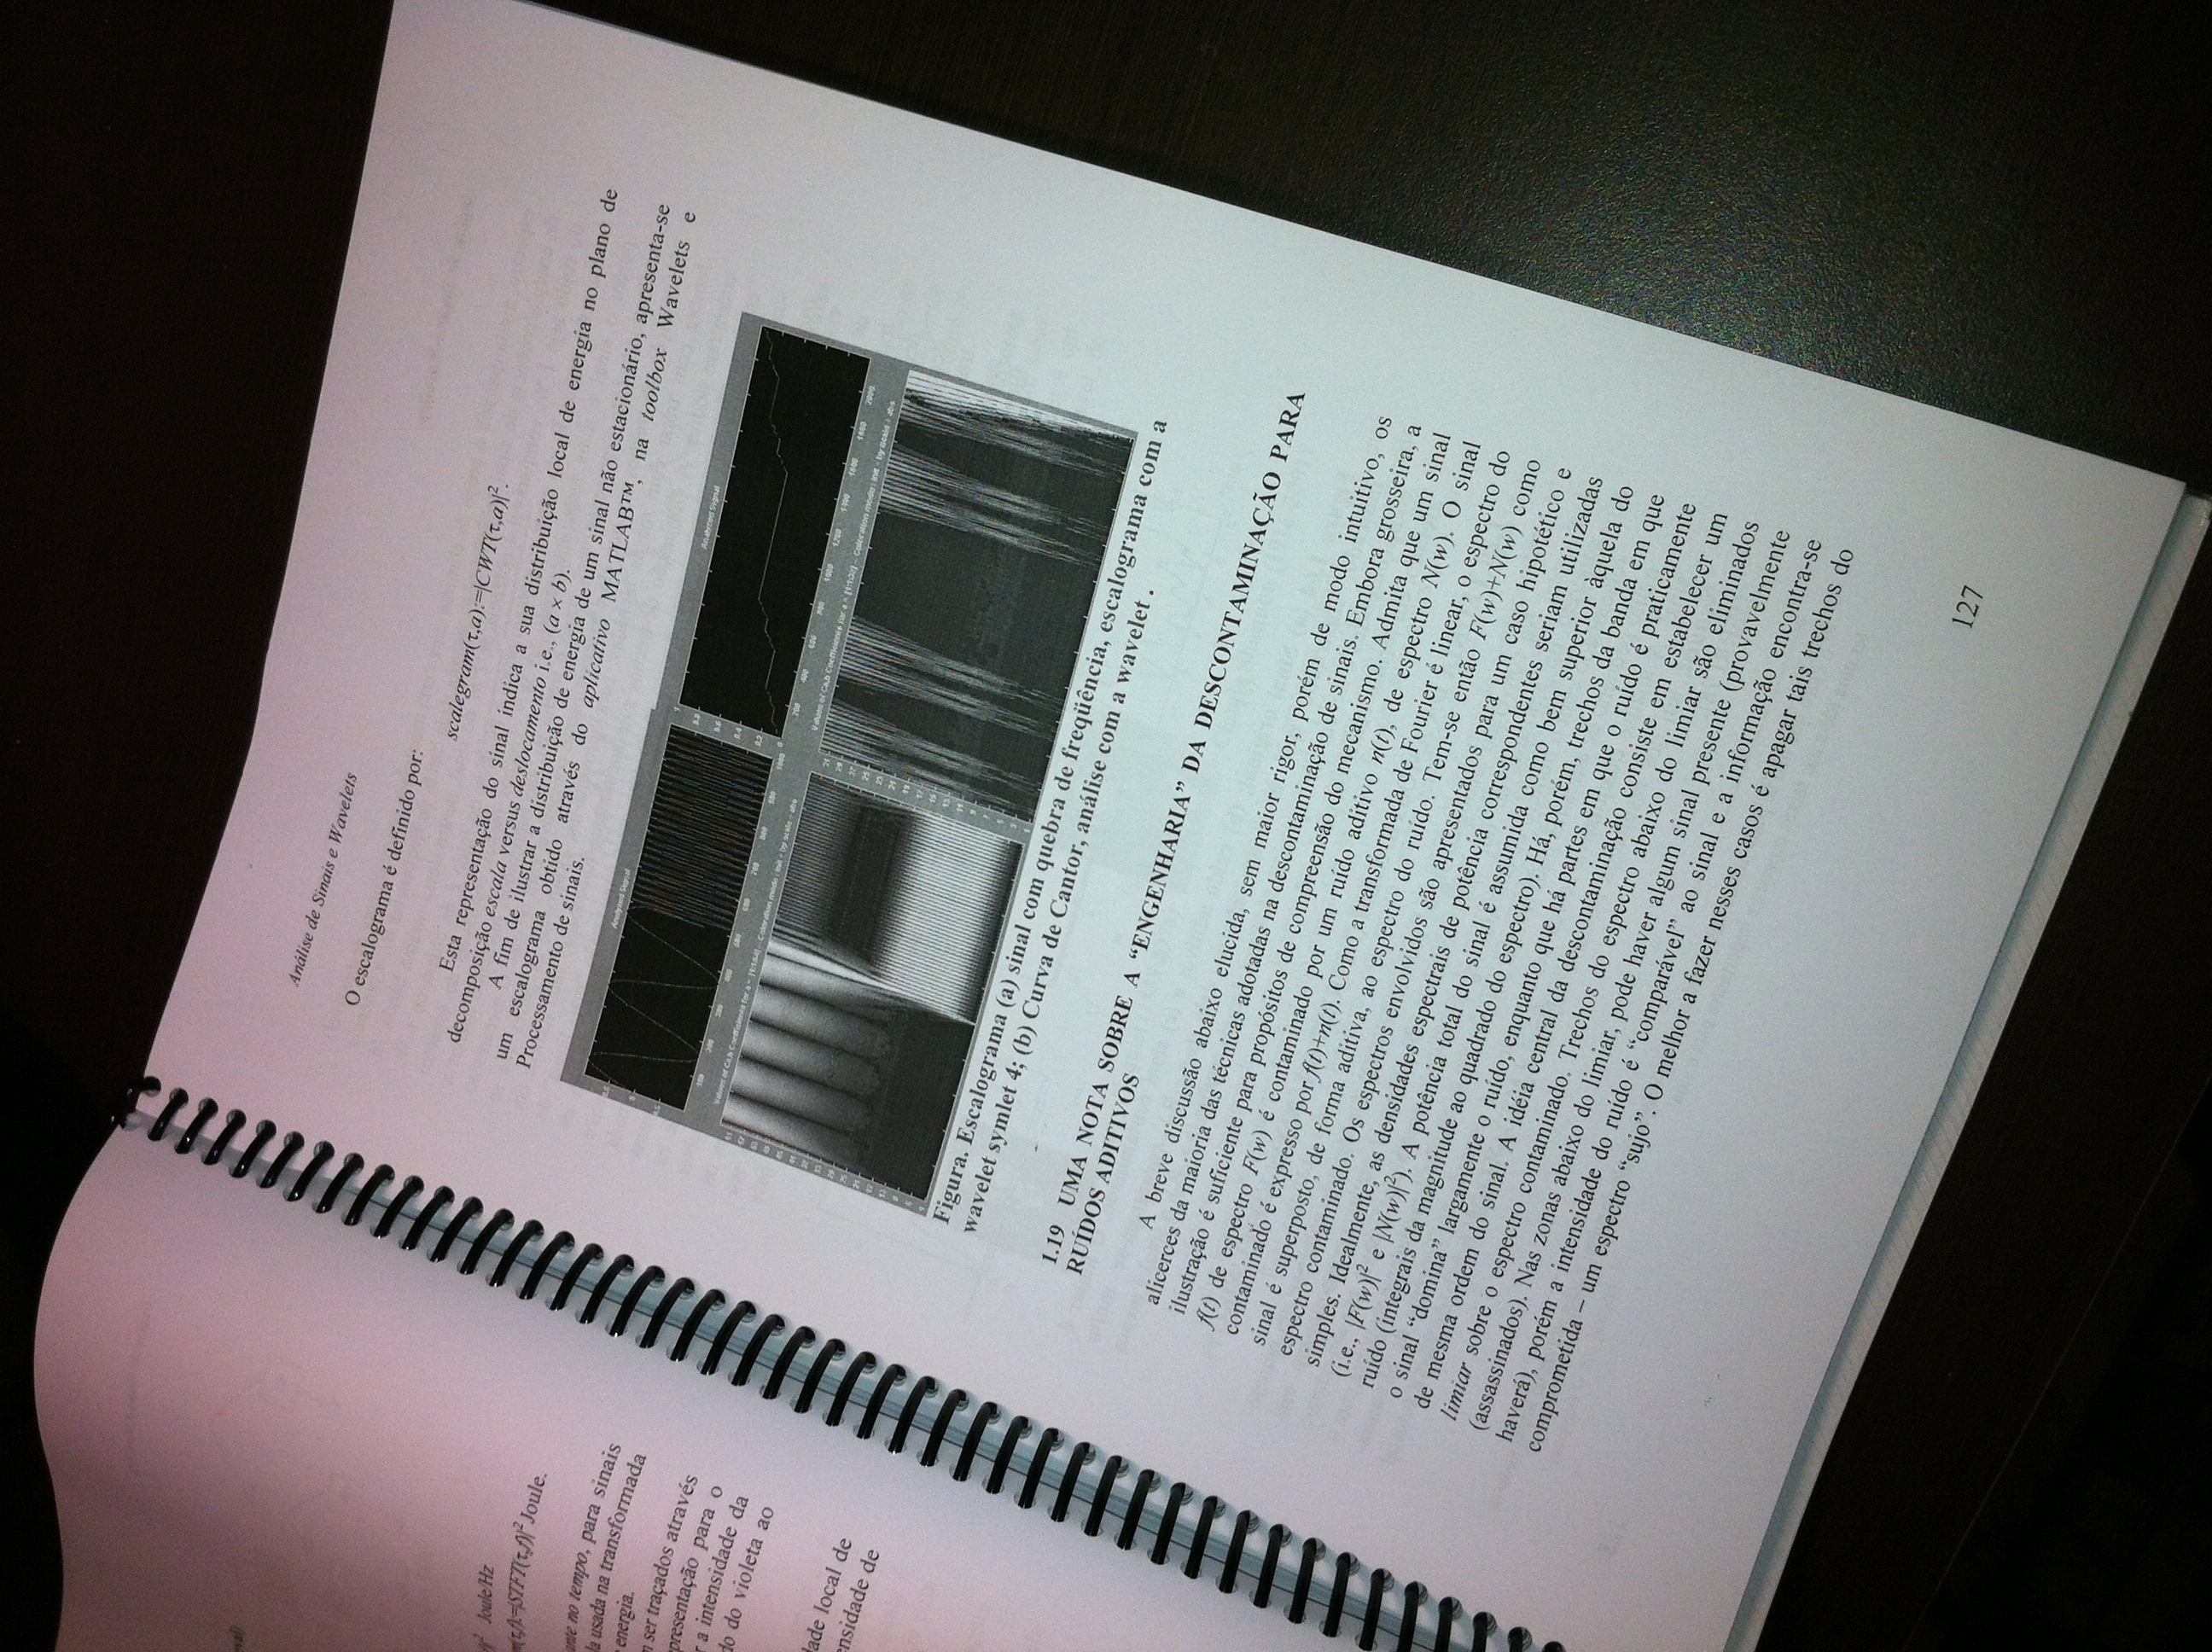 Joule/Hz
|STFT(τ,f)|² Joule.
no tempo, para sinais
usada na transformada
energia.
ser traçados através
para o
a intensidade da
do violeta ao
local de
de
Análise de Sinais e Wavelets
O escalograma é definido por:
scalegram(τ,a):=|CWT(τ,a)|².
Esta representação do sinal indica a sua distribuição local de energia no plano de
decomposição escala versus deslocamento i.e., (a × b).
A fim de ilustrar a distribuição de energia de um sinal não estacionário, apresenta-se
um escalograma obtido através do aplicativo MATLAB™, na toolbox Wavelets e
Processamento de sinais.
Analyzed Signal
Analyzed Signal
Values of Ca,b Coefficients for a = [1:1:64] - Coloration mode : init + by scale + abs
Values of Ca,b Coefficients for a = [1:1:32] - Coloration mode : init + by scale + abs
Figura. Escalograma (a) sinal com quebra de freqüência, escalograma com a
wavelet symlet 4; (b) Curva de Cantor, análise com a wavelet .
1.19 UMA NOTA SOBRE A “ENGENHARIA” DA DESCONTAMINAÇÃO PARA
RUÍDOS ADITIVOS
A breve discussão abaixo elucida, sem maior rigor, porém de modo intuitivo, os
alicerces da maioria das técnicas adotadas na descontaminação de sinais. Embora grosseira, a
ilustração é suficiente para propósitos de compreensão do mecanismo. Admita que um sinal
f(t) de espectro F(w) é contaminado por um ruído aditivo n(t), de espectro N(w). O sinal
contaminado é expresso por f(t)+n(t). Como a transformada de Fourier é linear, o espectro do
sinal é superposto, de forma aditiva, ao espectro do ruído. Tem-se então F(w)+N(w) como
espectro contaminado. Os espectros envolvidos são apresentados para um caso hipotético e
simples. Idealmente, as densidades espectrais de potência correspondentes seriam utilizadas
(i.e., |F(w)|² e |N(w)|²). A potência total do sinal é assumida como bem superior àquela do
ruído (integrais da magnitude ao quadrado do espectro). Há, porém, trechos da banda em que
o sinal “domina” largamente o ruído, enquanto que há partes em que o ruído é praticamente
de mesma ordem do sinal. A idéia central da descontaminação consiste em estabelecer um
limiar sobre o espectro contaminado. Trechos do espectro abaixo do limiar são eliminados
(assassinados). Nas zonas abaixo do limiar, pode haver algum sinal presente (provavelmente
haverá), porém a intensidade do ruído é “comparável” ao sinal e a informação encontra-se
comprometida – um espectro “sujo”. O melhor a fazer nesses casos é apagar tais trechos do
127